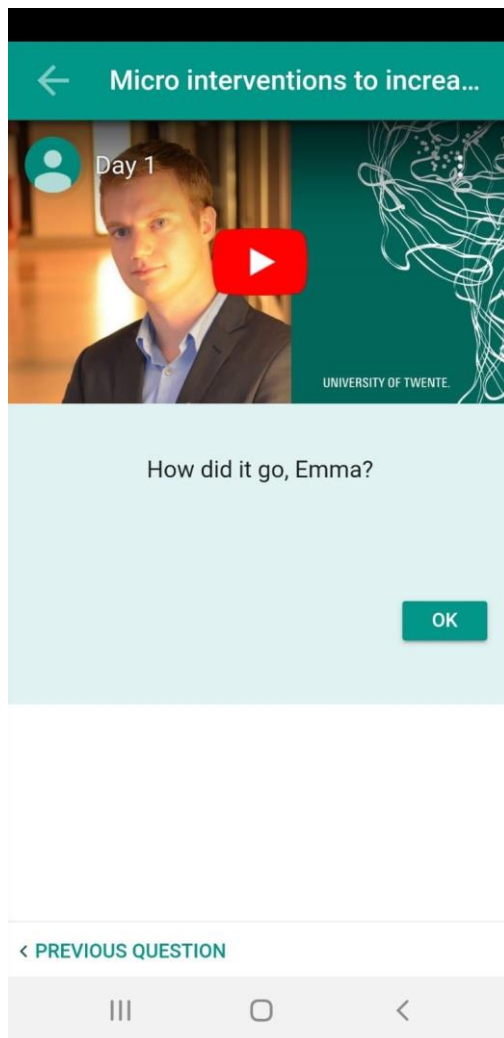 Micro interventions to increa...
Day 1
UNIVERSITY OF TWENTE.
How did it go, Emma?
OK
PREVIOUS QUESTION